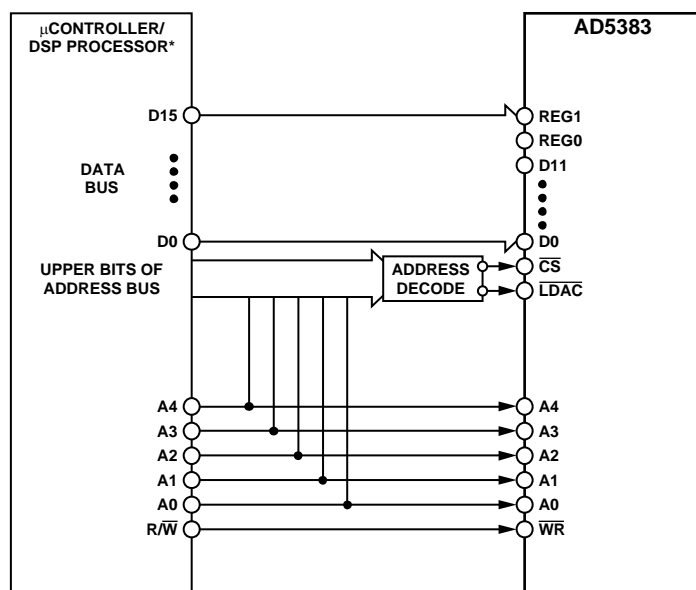 µCONTROLLER/
DSP PROCESSOR*
AD5383
D15
REG1
REG0
D11
DATA
BUS
D0
D0
UPPER BITS OF
ADDRESS BUS
ADDRESS
DECODE
CS
LDAC
A4
A4
A3
A3
A2
A2
A1
A1
A0
A0
R/W
WR